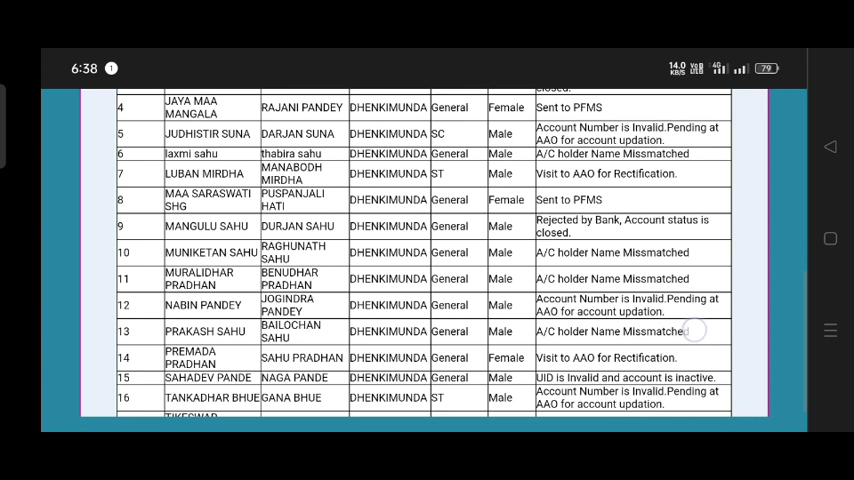 6:38 1 14.0 KB/S Vo LTE 4G 79
closed.
4 JAYA MAA MANGALA RAJANI PANDEY DHENKIMUNDA General Female Sent to PFMS
5 JUDHISTIR SUNA DARJAN SUNA DHENKIMUNDA SC Male Account Number is Invalid.Pending at AAO for account updation.
6 laxmi sahu thabira sahu DHENKIMUNDA General Male A/C holder Name Missmatched
7 LUBAN MIRDHA MANABODH MIRDHA DHENKIMUNDA ST Male Visit to AAO for Rectification.
8 MAA SARASWATI SHG PUSPANJALI HATI DHENKIMUNDA General Female Sent to PFMS
9 MANGULU SAHU DURJAN SAHU DHENKIMUNDA General Male Rejected by Bank, Account status is closed.
10 MUNIKETAN SAHU RAGHUNATH SAHU DHENKIMUNDA General Male A/C holder Name Missmatched
11 MURALIDHAR PRADHAN BENUDHAR PRADHAN DHENKIMUNDA General Male A/C holder Name Missmatched
12 NABIN PANDEY JOGINDRA PANDEY DHENKIMUNDA General Male Account Number is Invalid.Pending at AAO for account updation.
13 PRAKASH SAHU BAILOCHAN SAHU DHENKIMUNDA General Male A/C holder Name Missmatched
14 PREMADA PRADHAN SAHU PRADHAN DHENKIMUNDA General Female Visit to AAO for Rectification.
15 SAHADEV PANDE NAGA PANDE DHENKIMUNDA General Male UID is Invalid and account is inactive.
16 TANKADHAR BHUE GANA BHUE DHENKIMUNDA ST Male Account Number is Invalid.Pending at AAO for account updation.
TIKESWAR